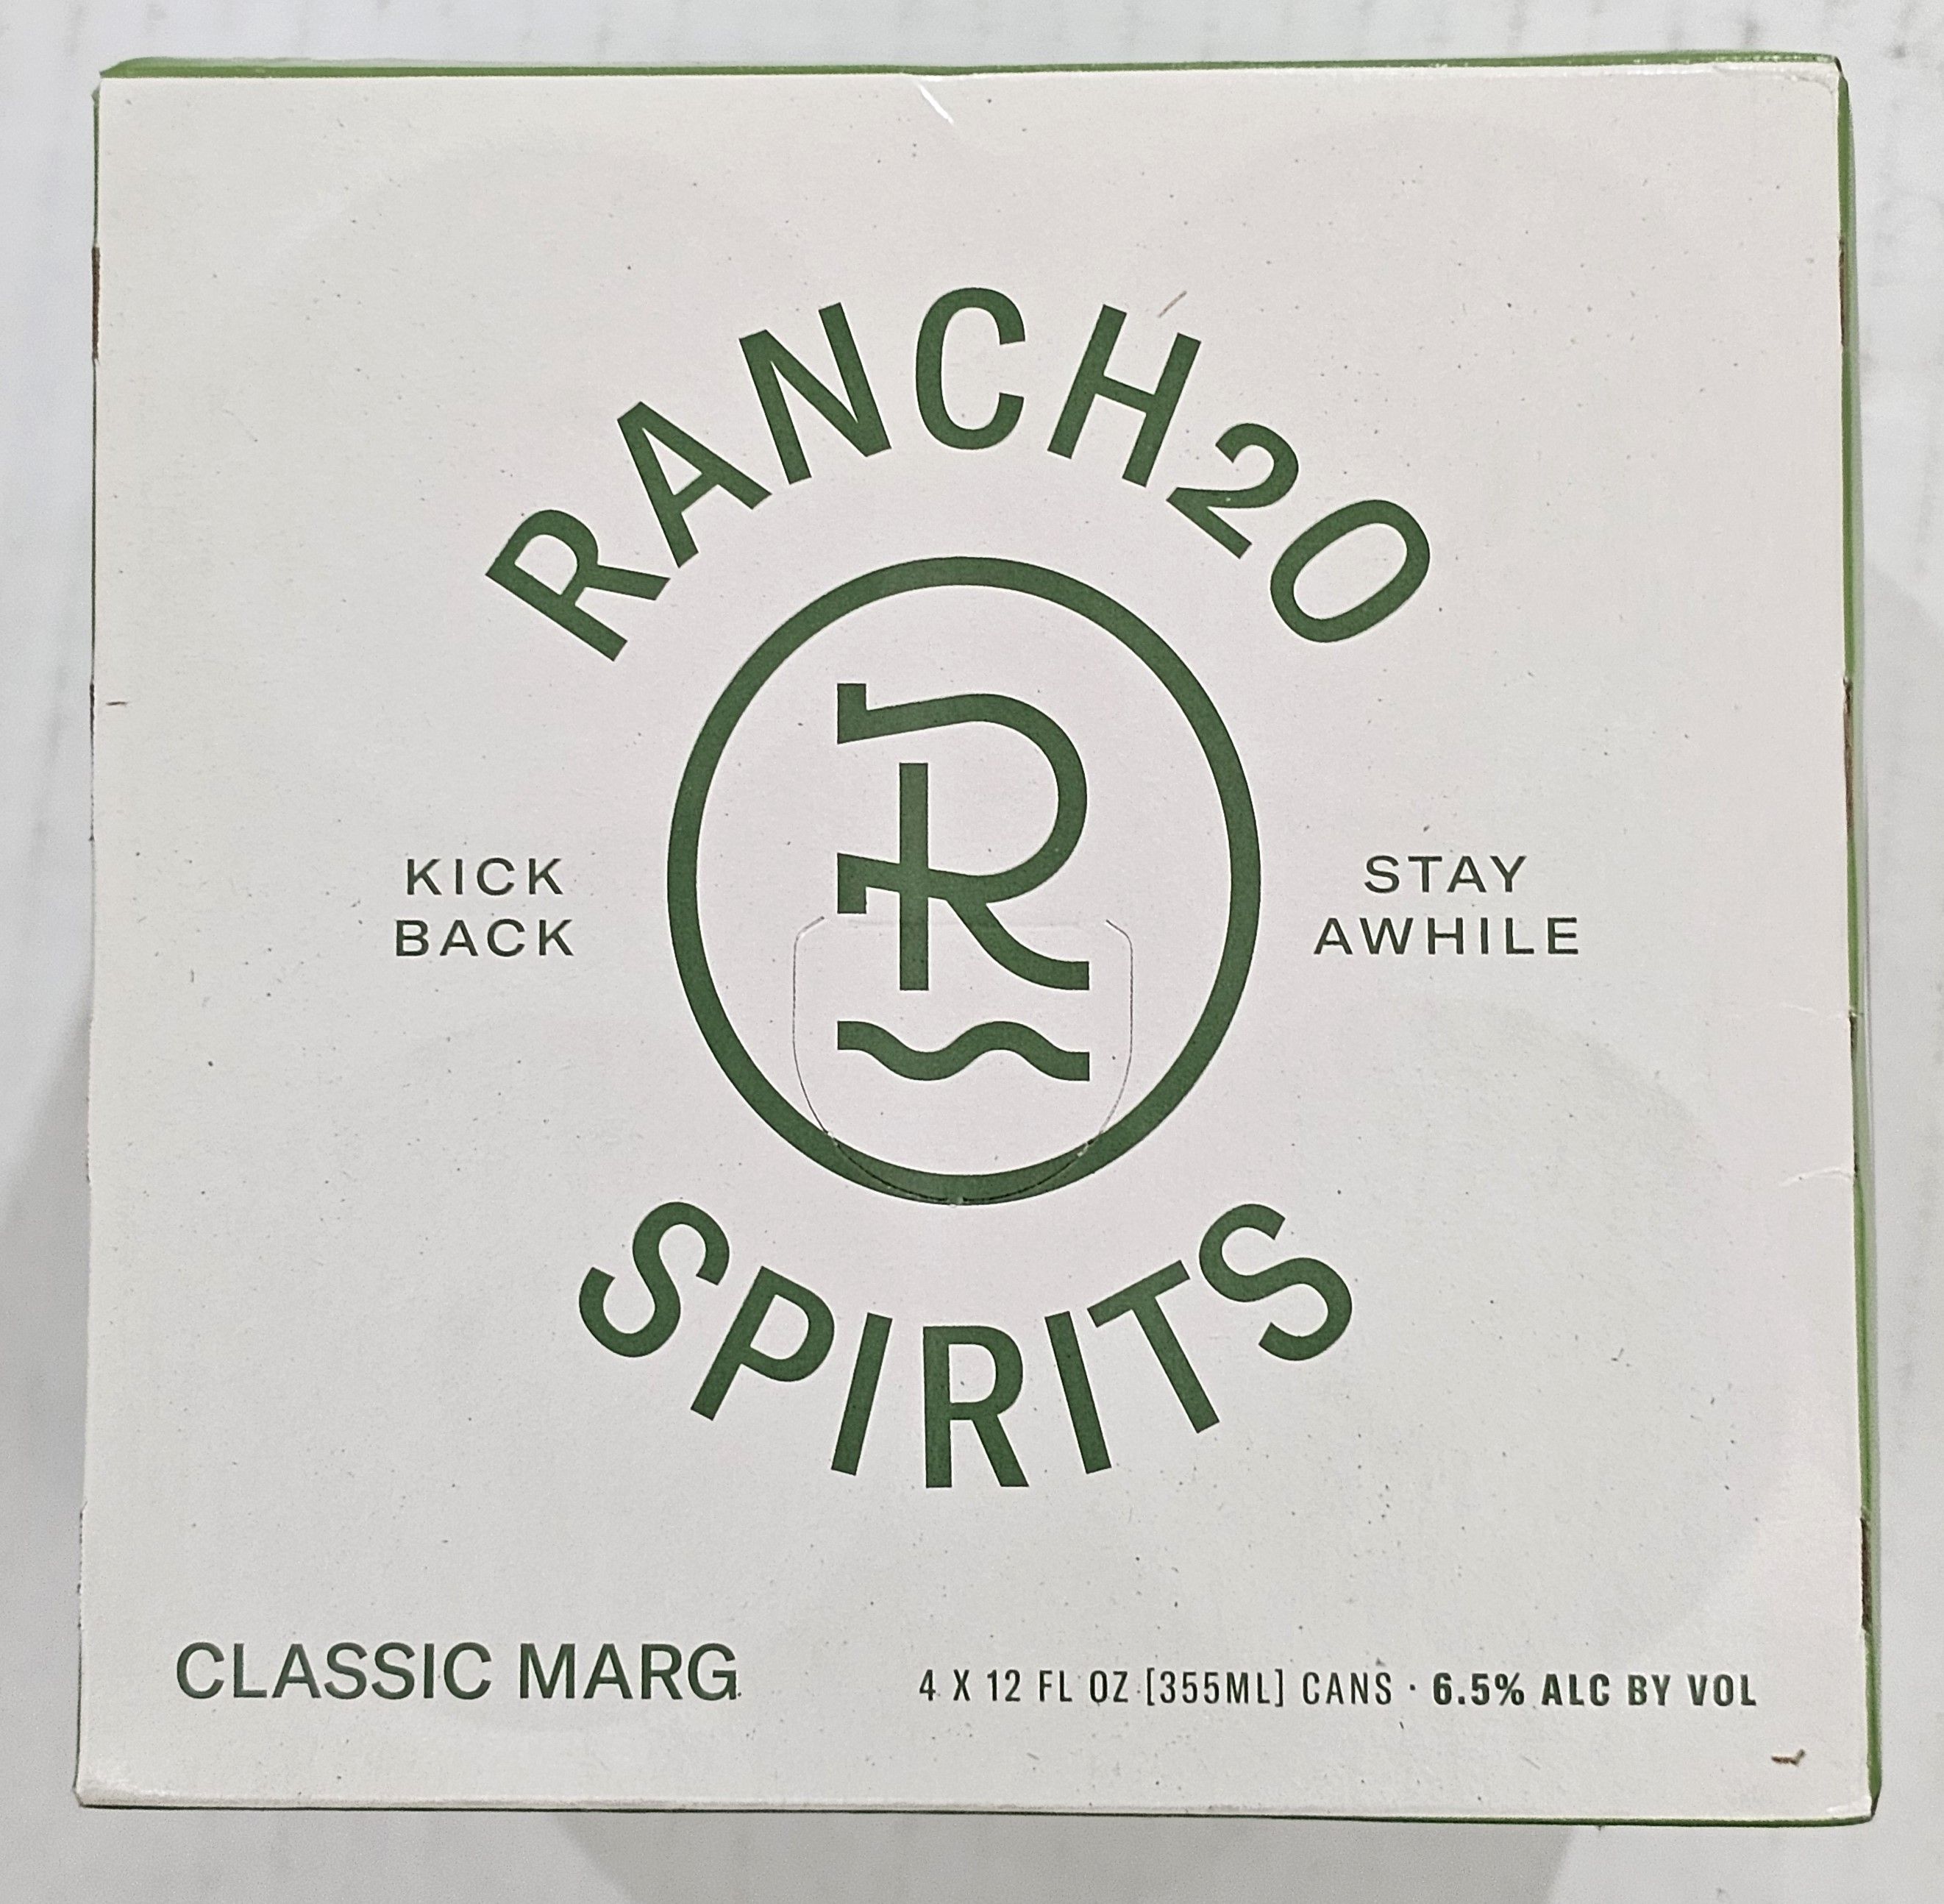 RANCH2O
R
KICK
BACK
STAY
AWHILE
SPIRITS
CLASSIC MARG
4 X 12 FL OZ [355ML] CANS · 6.5% ALC BY VOL